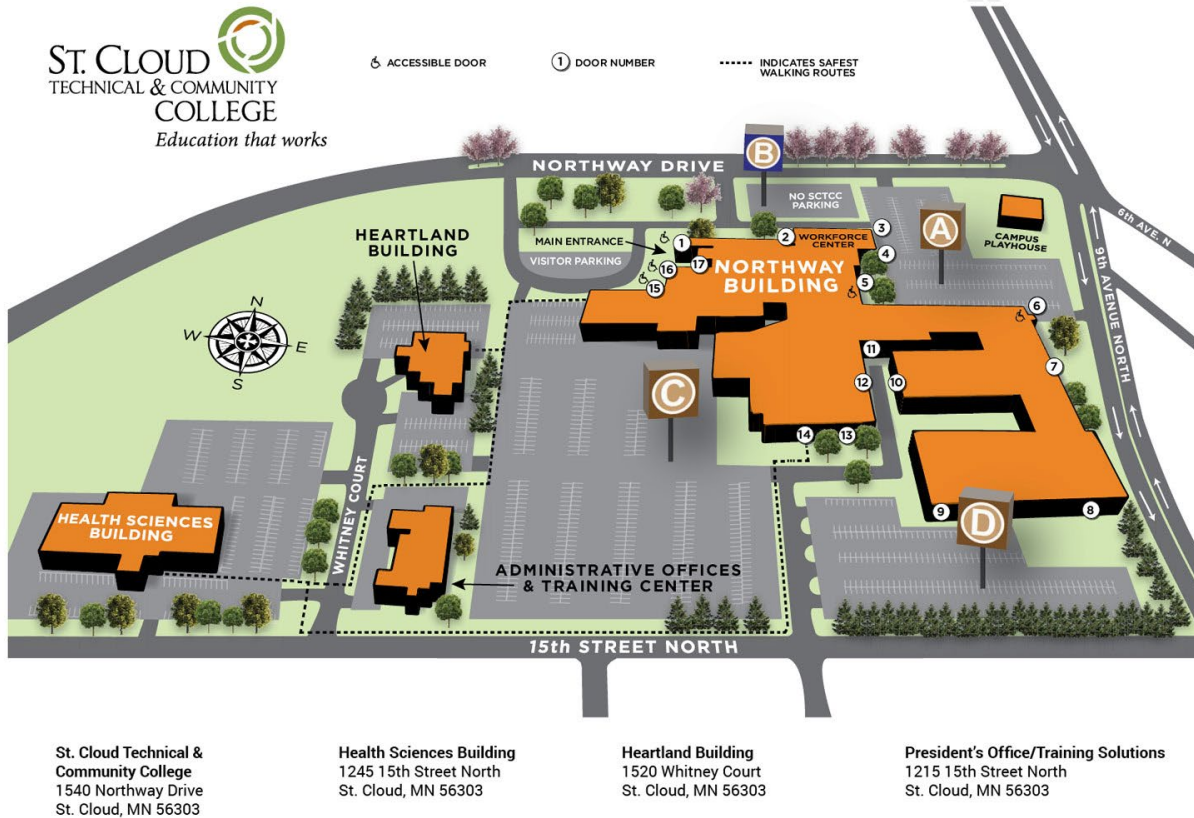 ST. CLOUD
TECHNICAL & COMMUNITY
COLLEGE
Education that works
ACCESSIBLE DOOR
1 DOOR NUMBER
INDICATES SAFEST
WALKING ROUTES
B
NORTHWAY DRIVE
NO SCTCC
PARKING
A
6th AVE. N
CAMPUS
PLAYHOUSE
HEARTLAND
BUILDING
MAIN ENTRANCE
VISITOR PARKING
1
2
WORKFORCE
CENTER
3
4
NORTHWAY
BUILDING
17
16
15
5
6
9th AVENUE NORTH
N
W
E
S
C
11
12
10
7
14
13
WHITNEY COURT
HEALTH SCIENCES
BUILDING
9
D
8
ADMINISTRATIVE OFFICES
& TRAINING CENTER
15th STREET NORTH
St. Cloud Technical &
Community College
1540 Northway Drive
St. Cloud, MN 56303
Health Sciences Building
1245 15th Street North
St. Cloud, MN 56303
Heartland Building
1520 Whitney Court
St. Cloud, MN 56303
President's Office/Training Solutions
1215 15th Street North
St. Cloud, MN 56303